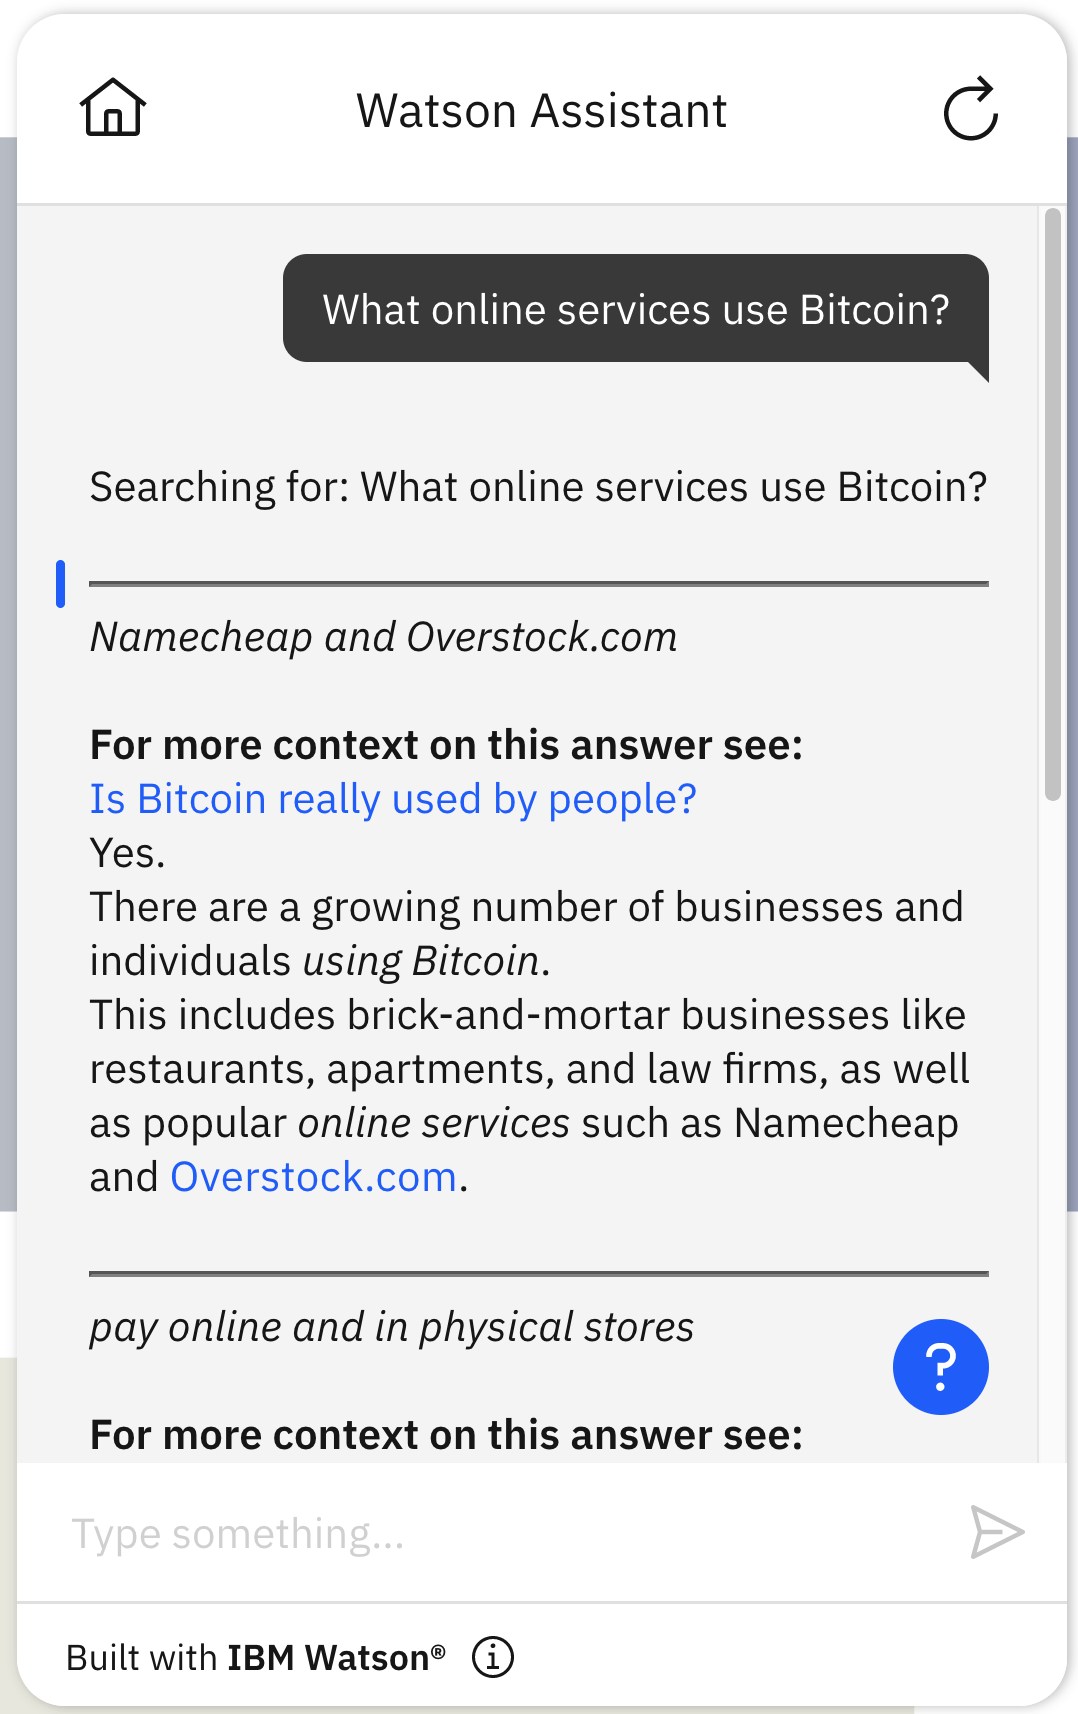 Watson Assistant
What online services use Bitcoin?
Searching for: What online services use Bitcoin?
Namecheap and Overstock.com
For more context on this answer see:
Is Bitcoin really used by people?
Yes.
There are a growing number of businesses and
individuals using Bitcoin.
This includes brick-and-mortar businesses like
restaurants, apartments, and law firms, as well
as popular online services such as Namecheap
and Overstock.com.
pay online and in physical stores
?
For more context on this answer see:
Type something...
Built with IBM Watson®